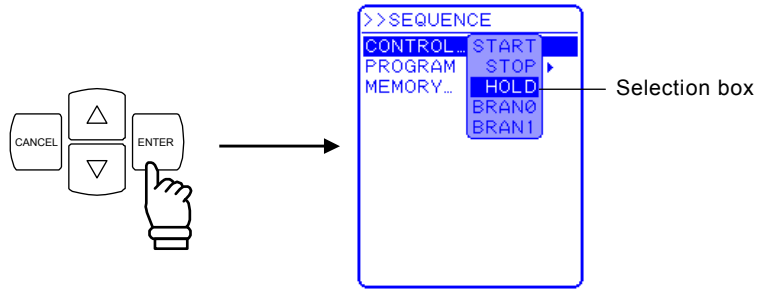 >>SEQUENCE
CONTROL… START
PROGRAM STOP
MEMORY… HOLD
BRAN0
BRAN1
Selection box
CANCEL
ENTER